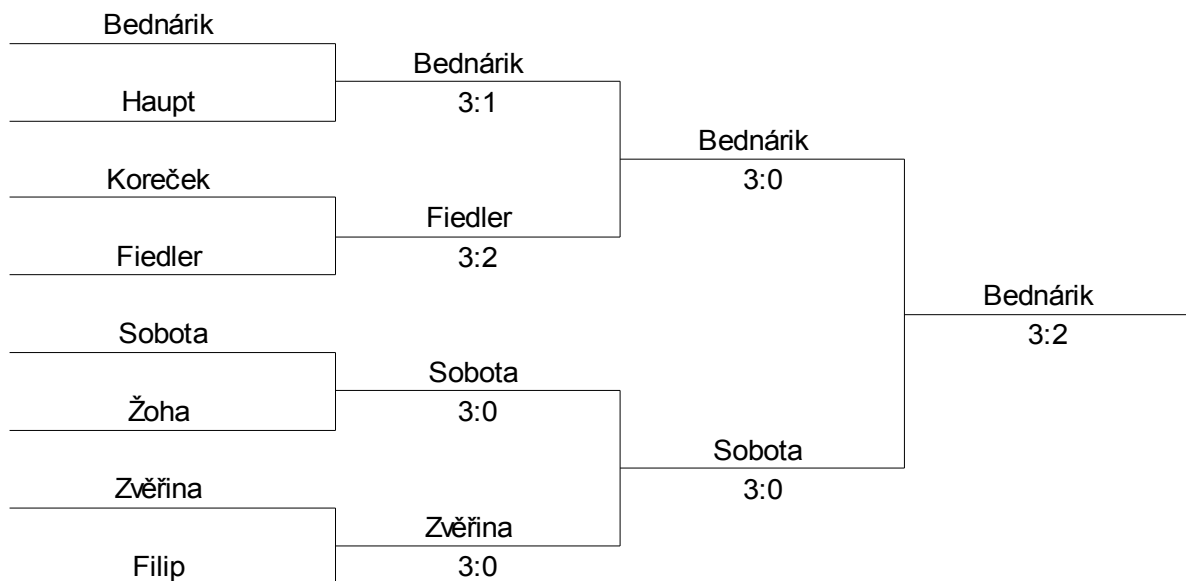 Bednárik
Haupt
Koreček
Fiedler
Sobota
Žoha
Zvěřina
Filip
Bednárik
3:1
Fiedler
3:2
Sobota
3:0
Zvěřina
3:0
Bednárik
3:0
Sobota
3:0
Bednárik
3:2